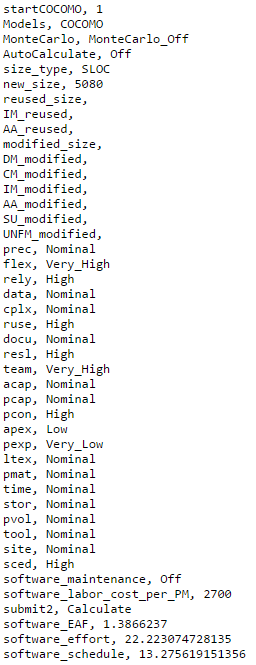 startCOCOMO, 1
Models, COCOMO
MonteCarlo, MonteCarlo_Off
AutoCalculate, Off
size_type, SLOC
new_size, 5080
reused_size,
IM_reused,
AA_reused,
modified_size,
DM_modified,
CM_modified,
IM_modified,
AA_modified,
SU_modified,
UNFM_modified,
prec, Nominal
flex, Very_High
rely, High
data, Nominal
cplx, Nominal
ruse, High
docu, Nominal
resl, High
team, Very_High
acap, Nominal
pcap, Nominal
pcon, High
apex, Low
pexp, Very_Low
ltex, Nominal
pmat, Nominal
time, Nominal
stor, Nominal
pvol, Nominal
tool, Nominal
site, Nominal
sced, High
software_maintenance, Off
software_labor_cost_per_PM, 2700
submit2, Calculate
software_EAF, 1.3866237
software_effort, 22.223074728135
software_schedule, 13.275619151356